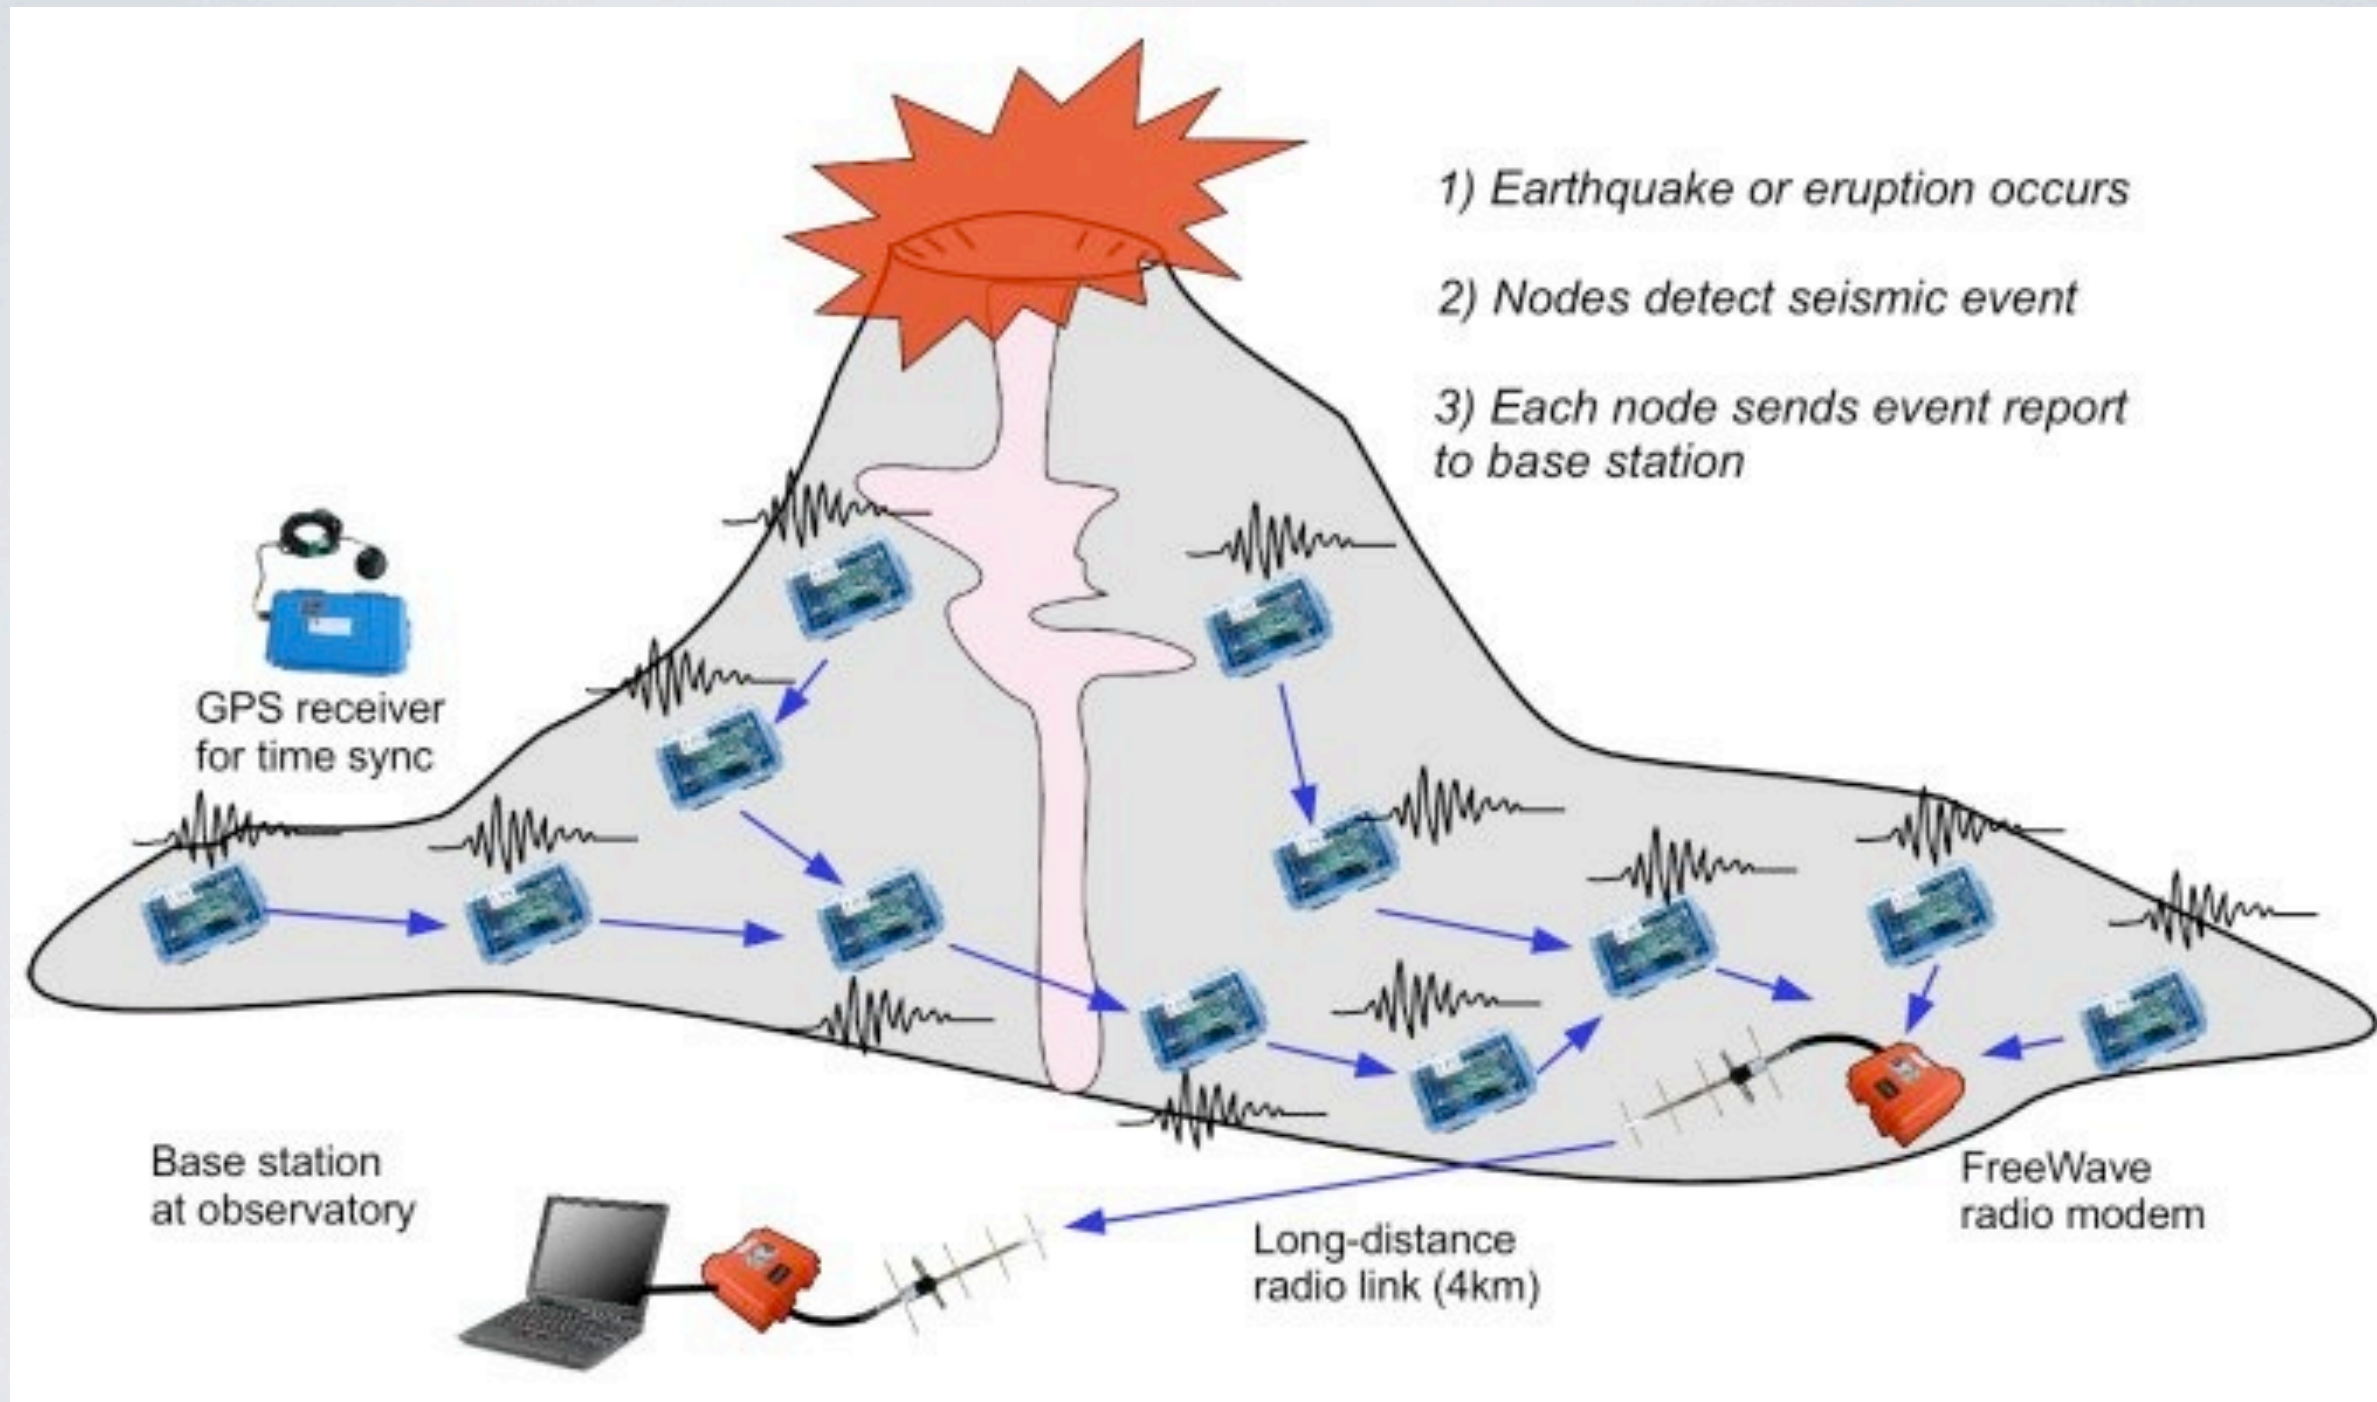 1) Earthquake or eruption occurs
2) Nodes detect seismic event
3) Each node sends event report
to base station
GPS receiver
for time sync
Base station
at observatory
FreeWave
radio modem
Long-distance
radio link (4km)